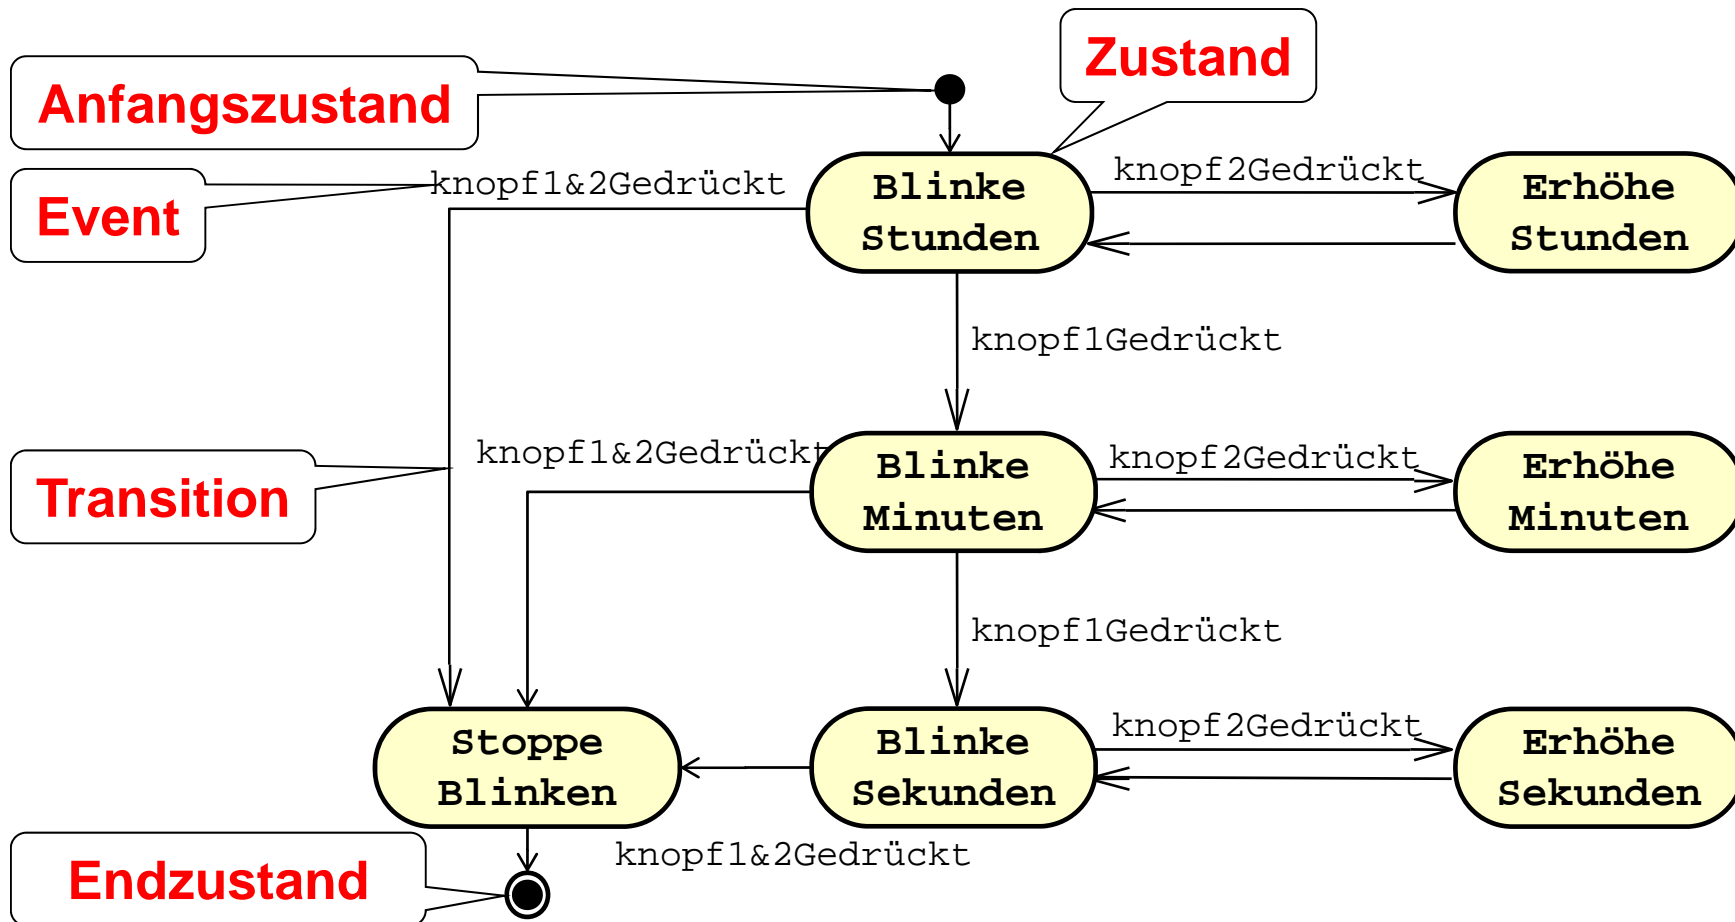 Zustand
Anfangszustand
knopf1&2Gedrückt
knopf2Gedrückt
Event
Blinke
Stunden
Erhöhe
Stunden
knopf1Gedrückt
knopf1&2Gedrückt
knopf2Gedrückt
Transition
Blinke
Minuten
Erhöhe
Minuten
knopf1Gedrückt
knopf2Gedrückt
Stoppe
Blinken
Blinke
Sekunden
Erhöhe
Sekunden
knopf1&2Gedrückt
Endzustand